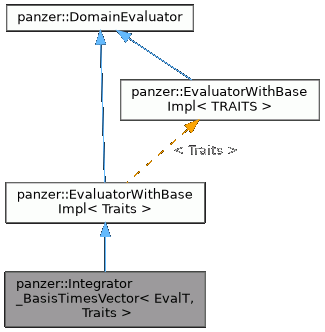 panzer::DomainEvaluator
panzer::EvaluatorWithBase
Impl< TRAITS >
< Traits >
panzer::EvaluatorWithBase
Impl< Traits >
panzer::Integrator
_BasisTimesVector< EvalT,
Traits >